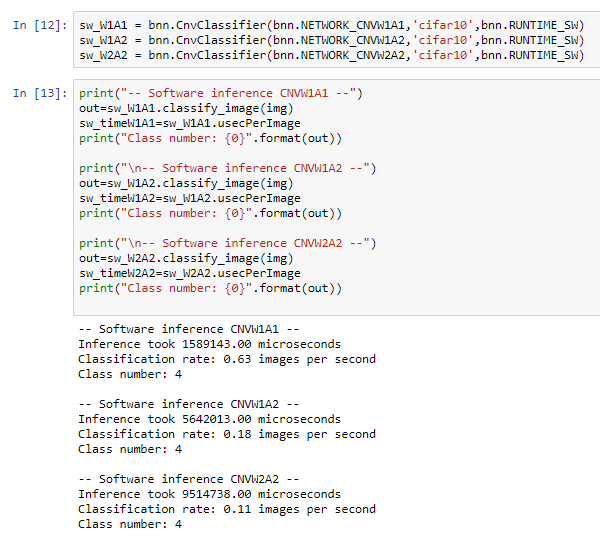 In [12]: sw_W1A1 = bnn.CnvClassifier(bnn.NETWORK_CNVW1A1,'cifar10',bnn.RUNTIME_SW)
sw_W1A2 = bnn.CnvClassifier(bnn.NETWORK_CNVW1A2,'cifar10',bnn.RUNTIME_SW)
sw_W2A2 = bnn.CnvClassifier(bnn.NETWORK_CNVW2A2,'cifar10',bnn.RUNTIME_SW)
In [13]: print("-- Software inference CNVW1A1 --")
out=sw_W1A1.classify_image(img)
sw_timeW1A1=sw_W1A1.usecPerImage
print("Class number: {0}".format(out))
print("\n-- Software inference CNVW1A2 --")
out=sw_W1A2.classify_image(img)
sw_timeW1A2=sw_W1A2.usecPerImage
print("Class number: {0}".format(out))
print("\n-- Software inference CNVW2A2 --")
out=sw_W2A2.classify_image(img)
sw_timeW2A2=sw_W2A2.usecPerImage
print("Class number: {0}".format(out))
-- Software inference CNVW1A1 --
Inference took 1589143.00 microseconds
Classification rate: 0.63 images per second
Class number: 4
-- Software inference CNVW1A2 --
Inference took 5642013.00 microseconds
Classification rate: 0.18 images per second
Class number: 4
-- Software inference CNVW2A2 --
Inference took 9514738.00 microseconds
Classification rate: 0.11 images per second
Class number: 4